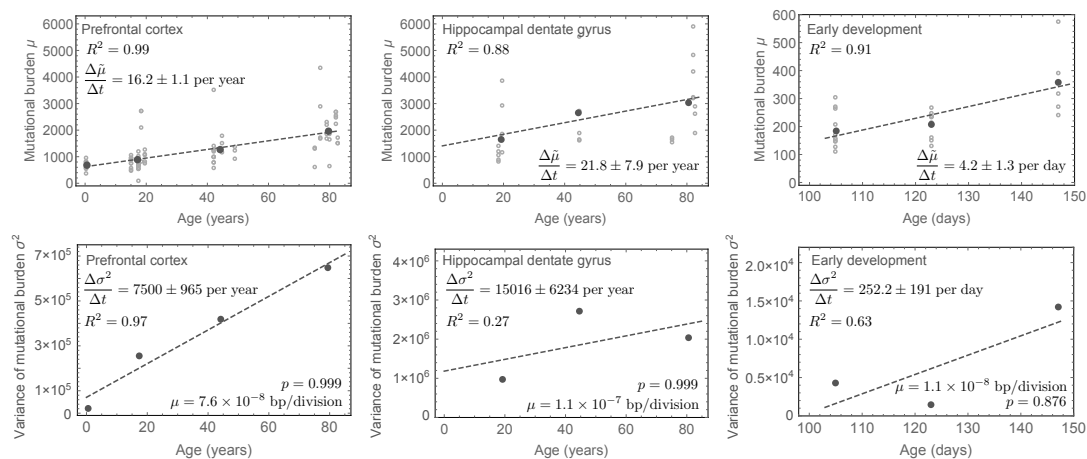 Prefrontal cortex
R² = 0.99
Δμ̃/Δt = 16.2 ± 1.1 per year
Mutational burden μ
6000
5000
4000
3000
2000
1000
0
0 20 40 60 80
Age (years)
Hippocampal dentate gyrus
R² = 0.88
Δμ̃/Δt = 21.8 ± 7.9 per year
Mutational burden μ
6000
5000
4000
3000
2000
1000
0
0 20 40 60 80
Age (years)
Early development
R² = 0.91
Δμ̃/Δt = 4.2 ± 1.3 per day
Mutational burden μ
600
500
400
300
200
100
0
100 110 120 130 140 150
Age (days)
Prefrontal cortex
Δσ²/Δt = 7500 ± 965 per year
R² = 0.97
p = 0.999
μ = 7.6 × 10⁻⁸ bp/division
Variance of mutational burden σ²
7×10⁵
5×10⁵
3×10⁵
1×10⁵
0
0 20 40 60 80
Age (years)
Hippocampal dentate gyrus
Δσ²/Δt = 15016 ± 6234 per year
R² = 0.27
p = 0.999
μ = 1.1 × 10⁻⁷ bp/division
Variance of mutational burden σ²
4×10⁶
3×10⁶
2×10⁶
1×10⁶
0
0 20 40 60 80
Age (years)
Early development
Δσ²/Δt = 252.2 ± 191 per day
R² = 0.63
μ = 1.1 × 10⁻⁸ bp/division
p = 0.876
Variance of mutational burden σ²
2.0×10⁴
1.5×10⁴
1.0×10⁴
0.5×10⁴
0
100 110 120 130 140 150
Age (days)